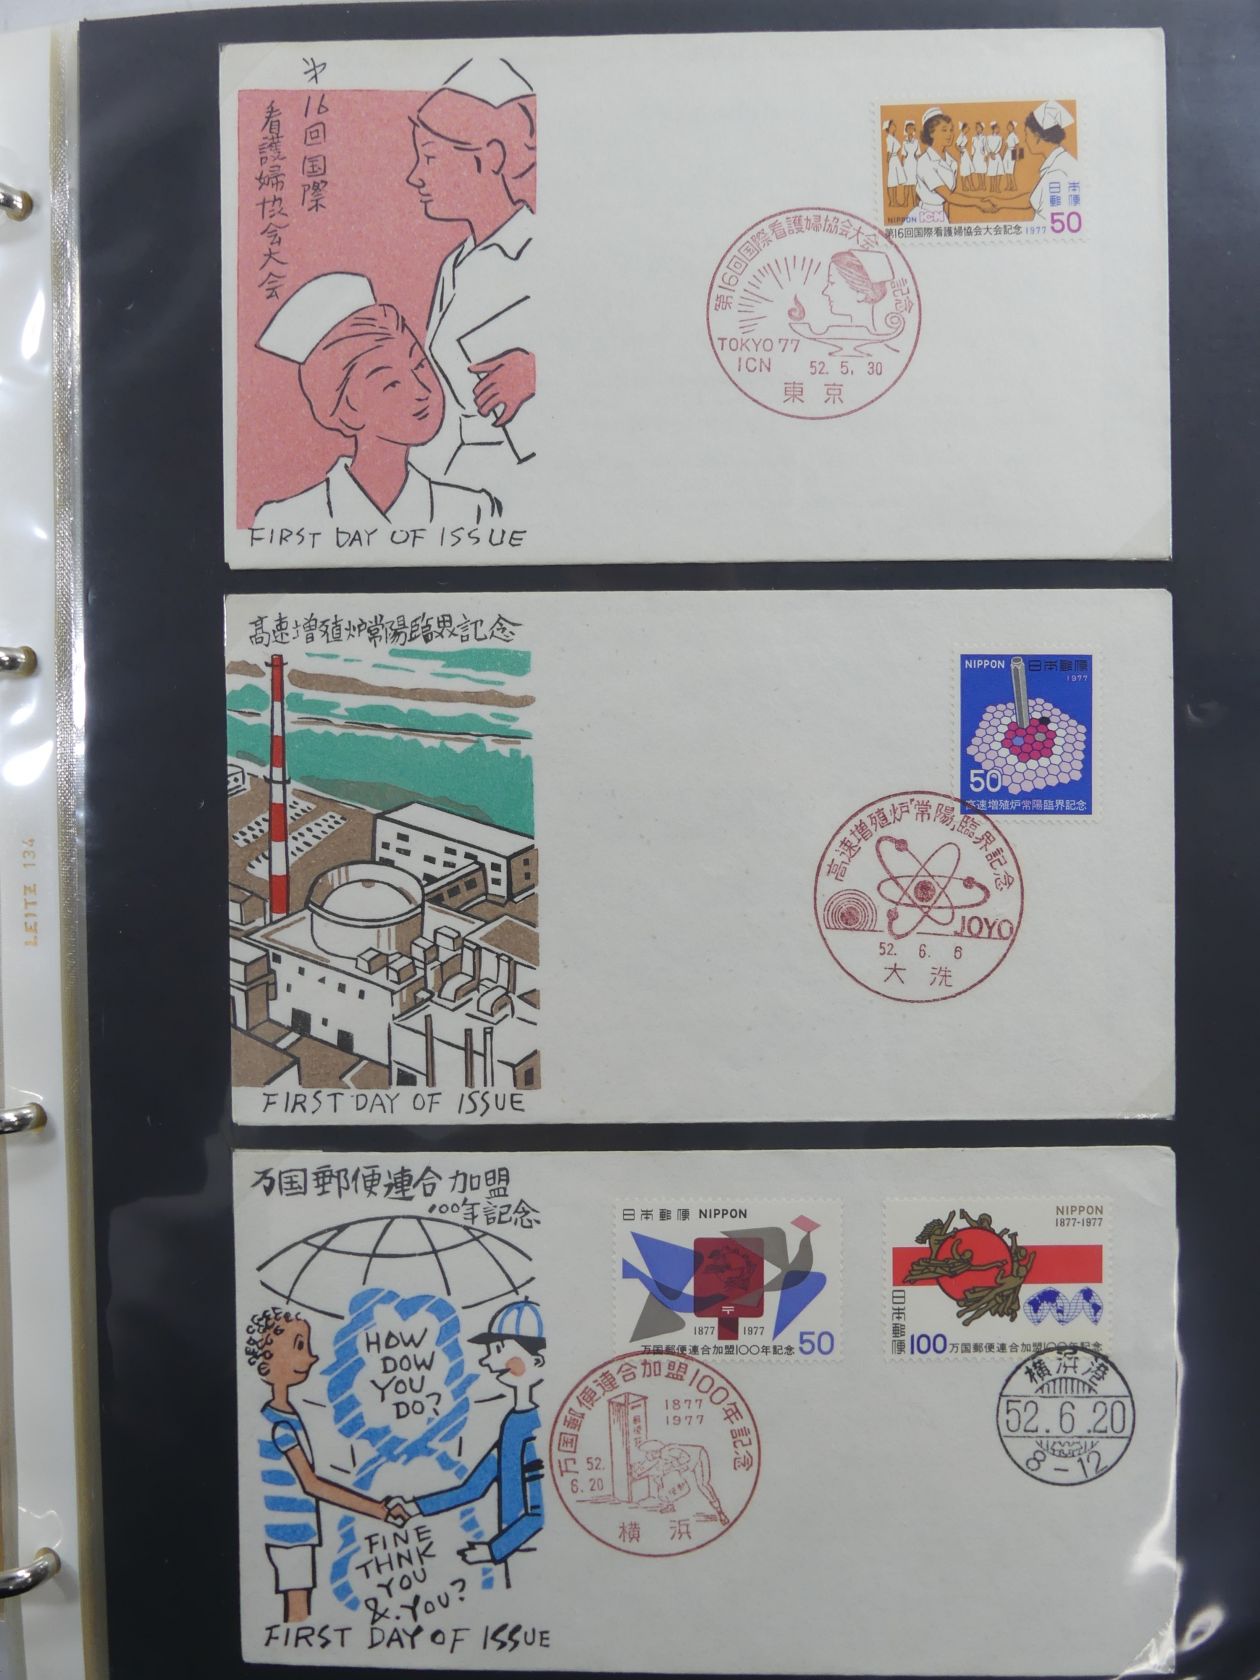 LEITZ 134
第16回国際
看護婦協会大会
FIRST DAY OF ISSUE
日本
郵便
NIPPON ICN
第16回国際看護婦協会大会記念 1977 50
第16回国際看護婦協会大会記念
TOKYO 77
ICN 52. 5, 30
東京
高速増殖炉常陽臨界記念
FIRST DAY OF ISSUE
NIPPON 日本郵便
1977
50
高速増殖炉常陽臨界記念
高速増殖炉「常陽」臨界記念
JOYO
52. 6. 6
大洗
万国郵便連合加盟
100年記念
HOW
DOW
YOU
DO?
FINE
THNK
YOU
&.YOU?
FIRST DAY OF ISSUE
日本郵便 NIPPON
〒
1877 1977
万国郵便連合加盟100年記念 50
NIPPON
1877-1977
日本郵便
100 万国郵便連合加盟100年記念
万国郵便連合加盟100年記念
1877
1977
52.
6.20
横浜
横浜港
52.6.20
8-12